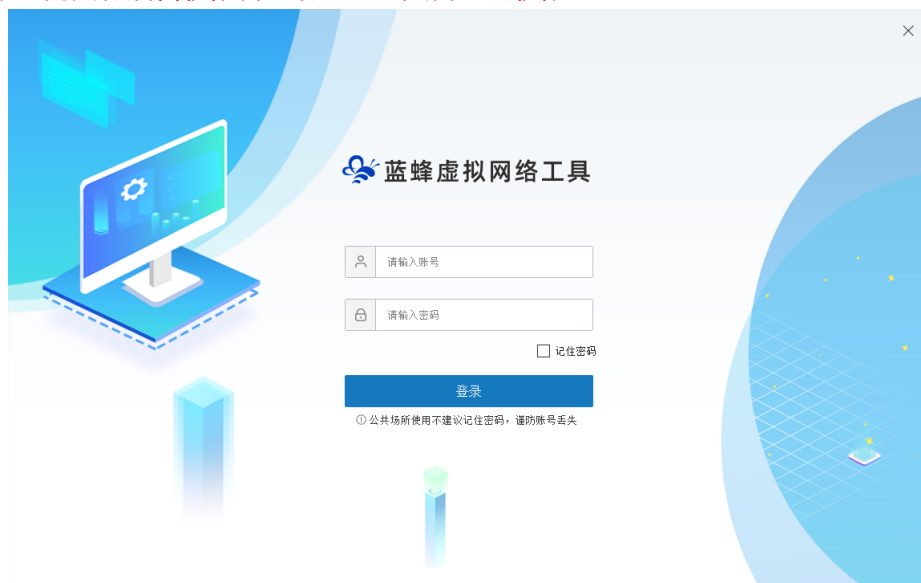 蓝蜂虚拟网络工具
请输入账号
请输入密码
记住密码
登录
公共场所使用不建议记住密码，谨防账号丢失